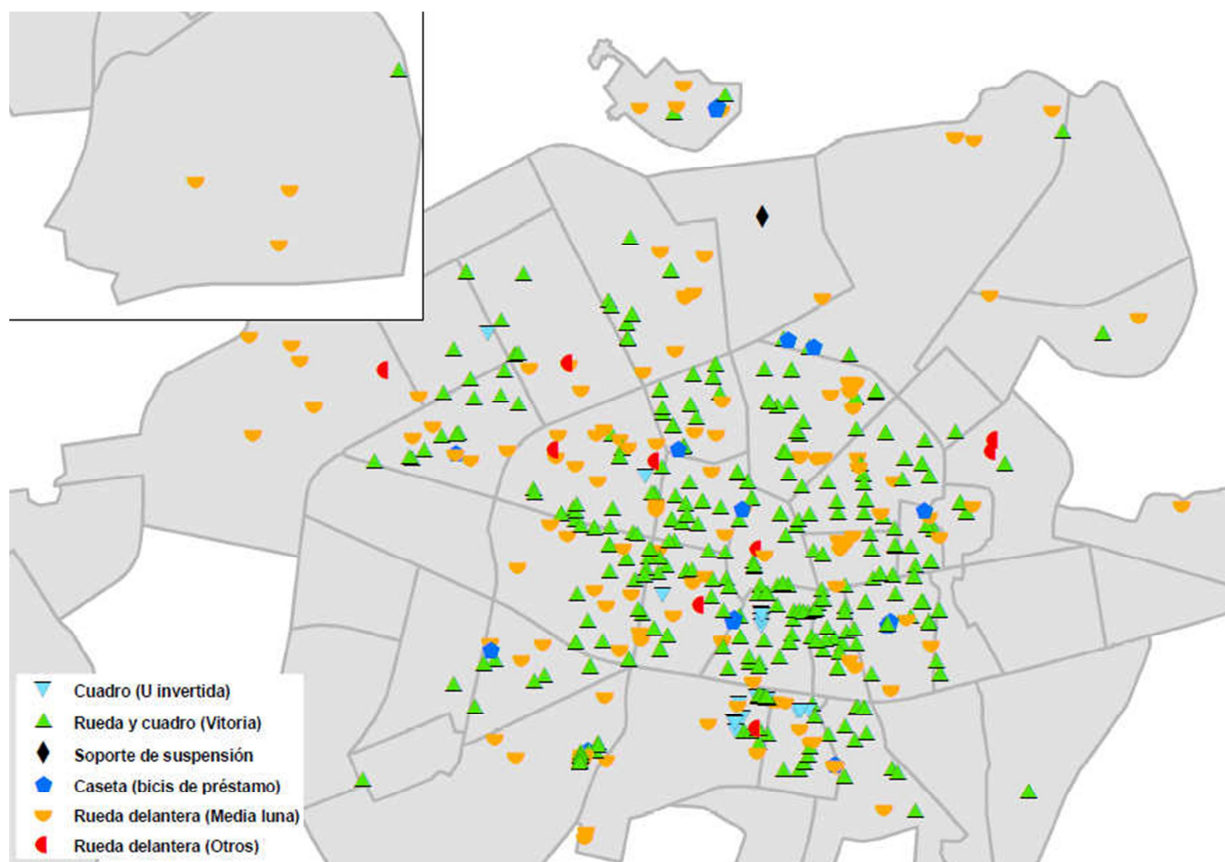 Cuadro (U invertida)
Rueda y cuadro (Vitoria)
Soporte de suspensión
Caseta (bicis de préstamo)
Rueda delantera (Media luna)
Rueda delantera (Otros)